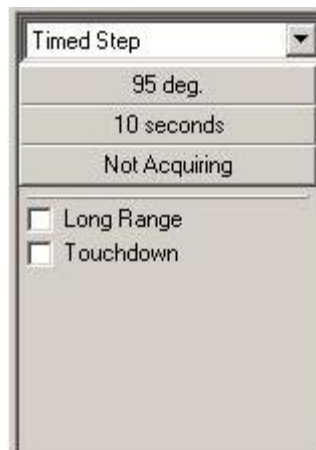 Timed Step
95 deg.
10 seconds
Not Acquiring
Long Range
Touchdown